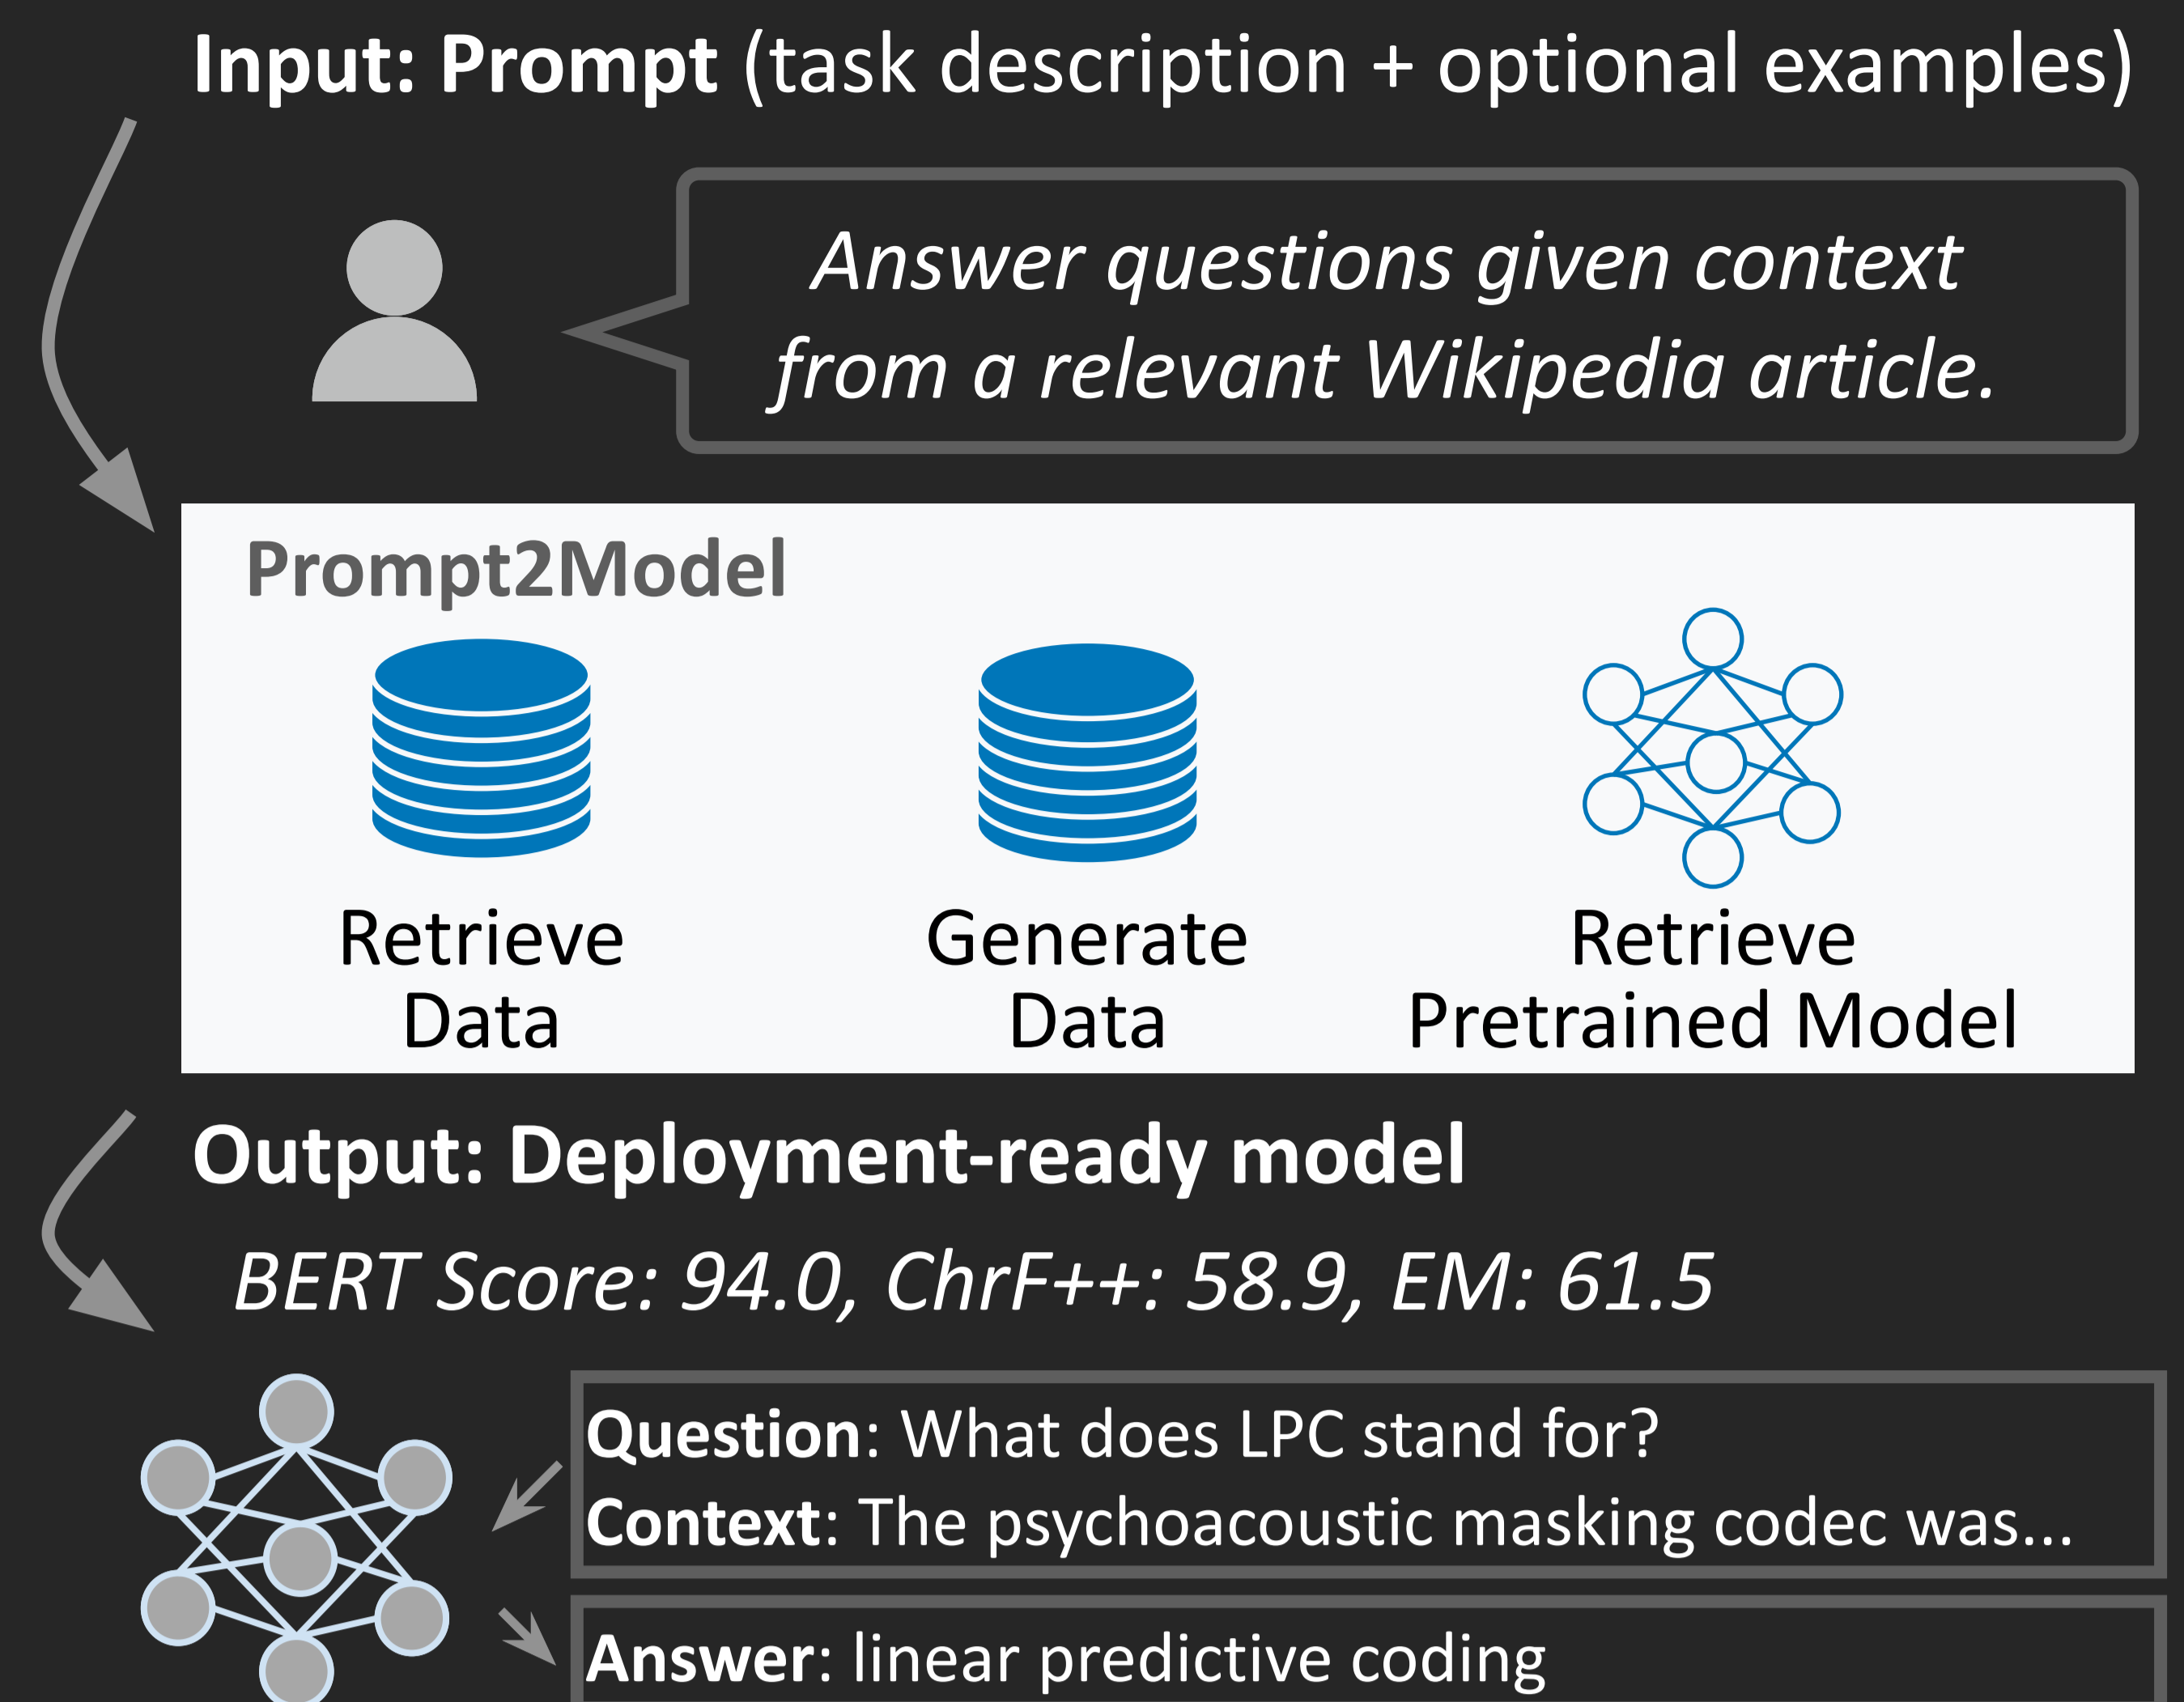 Input: Prompt (task description + optional examples)
Answer questions given context
from a relevant Wikipedia article.
Prompt2Model
Retrieve
Data
Generate
Data
Retrieve
Pretrained Model
Output: Deployment-ready model
BERT Score: 94.0, ChrF++: 58.9, EM: 61.5
Question: What does LPC stand for?
Context: The psychoacoustic masking codec was...
Answer: linear predictive coding